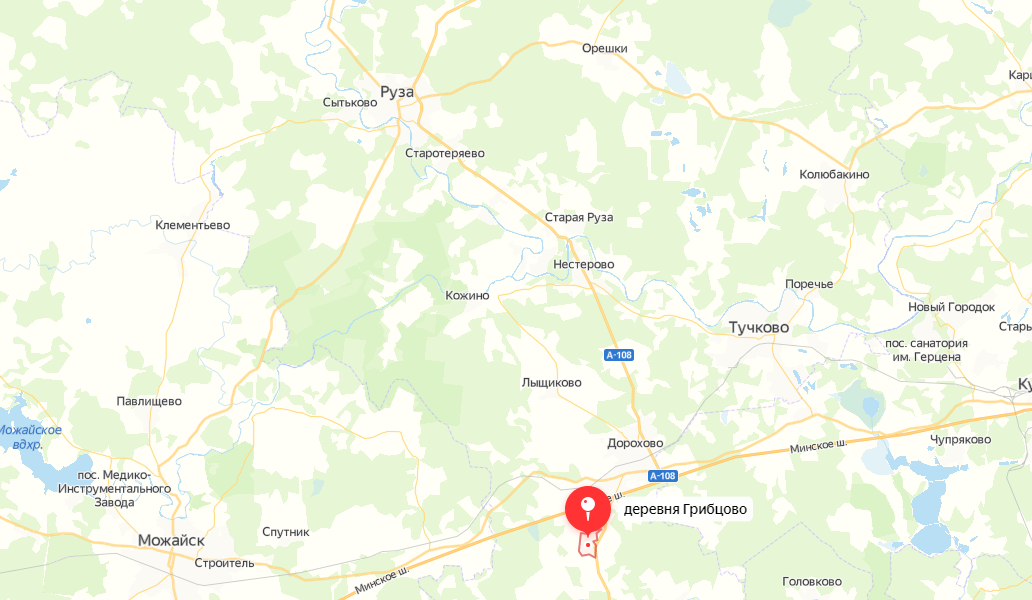 Орешки
Руза
Сытьково
Старотеряево
Колюбакино
Старая Руза
Клементьево
Нестерово
Поречье
Кожино
Новый Городок
Тучково
пос. санатория
им. Герцена
А-108
Лыщиково
Павлищево
Можайское
вдхр.
Дорохово
Минское ш.
Чупряково
пос. Медико-
Инструментального
Завода
А-108
ш.
деревня Грибцово
Спутник
Можайск
Строитель
Минское ш.
Головково